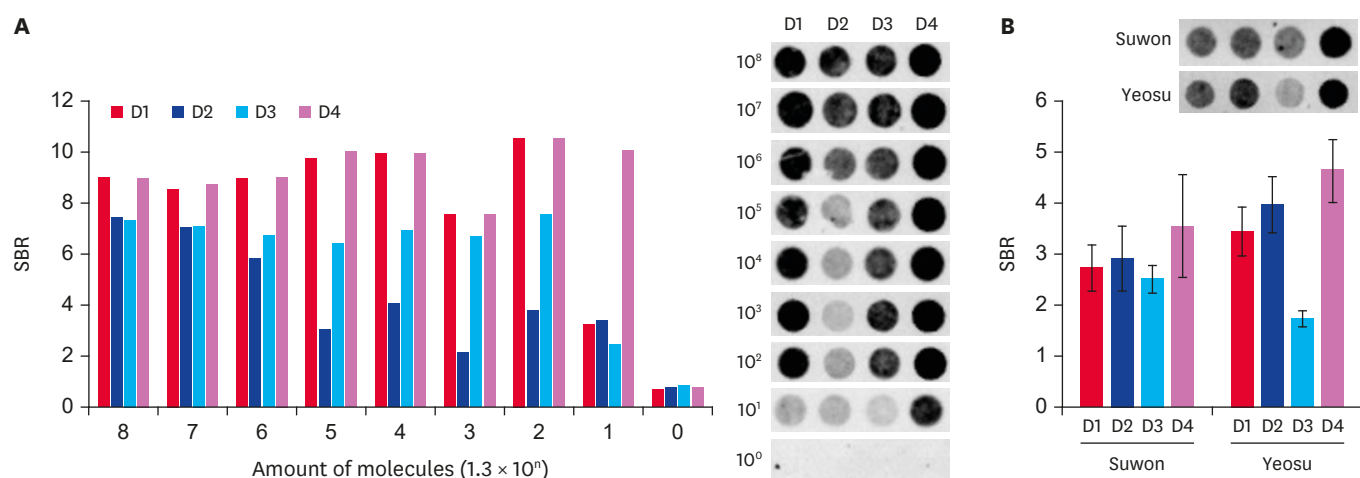 A
D1 D2 D3 D4
12
10
8
6
4
2
0
SBR
8 7 6 5 4 3 2 1 0
Amount of molecules (1.3 × 10ⁿ)
D1 D2 D3 D4
10⁸
10⁷
10⁶
10⁵
10⁴
10³
10²
10¹
10⁰
B
Suwon
Yeosu
6
5
4
3
2
1
0
SBR
D1 D2 D3 D4 D1 D2 D3 D4
Suwon Yeosu